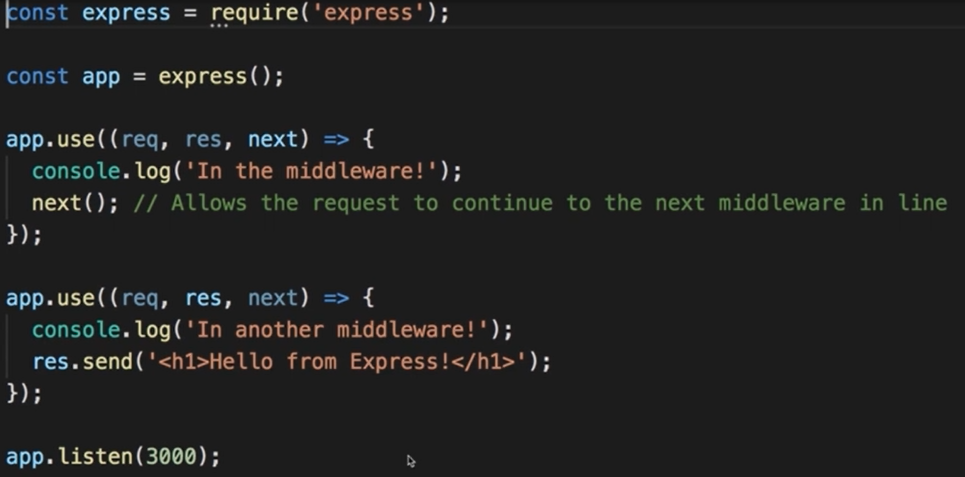 const express = require('express');
const app = express();
app.use((req, res, next) => {
  console.log('In the middleware!');
  next(); // Allows the request to continue to the next middleware in line
});
app.use((req, res, next) => {
  console.log('In another middleware!');
  res.send('<h1>Hello from Express!</h1>');
});
app.listen(3000);